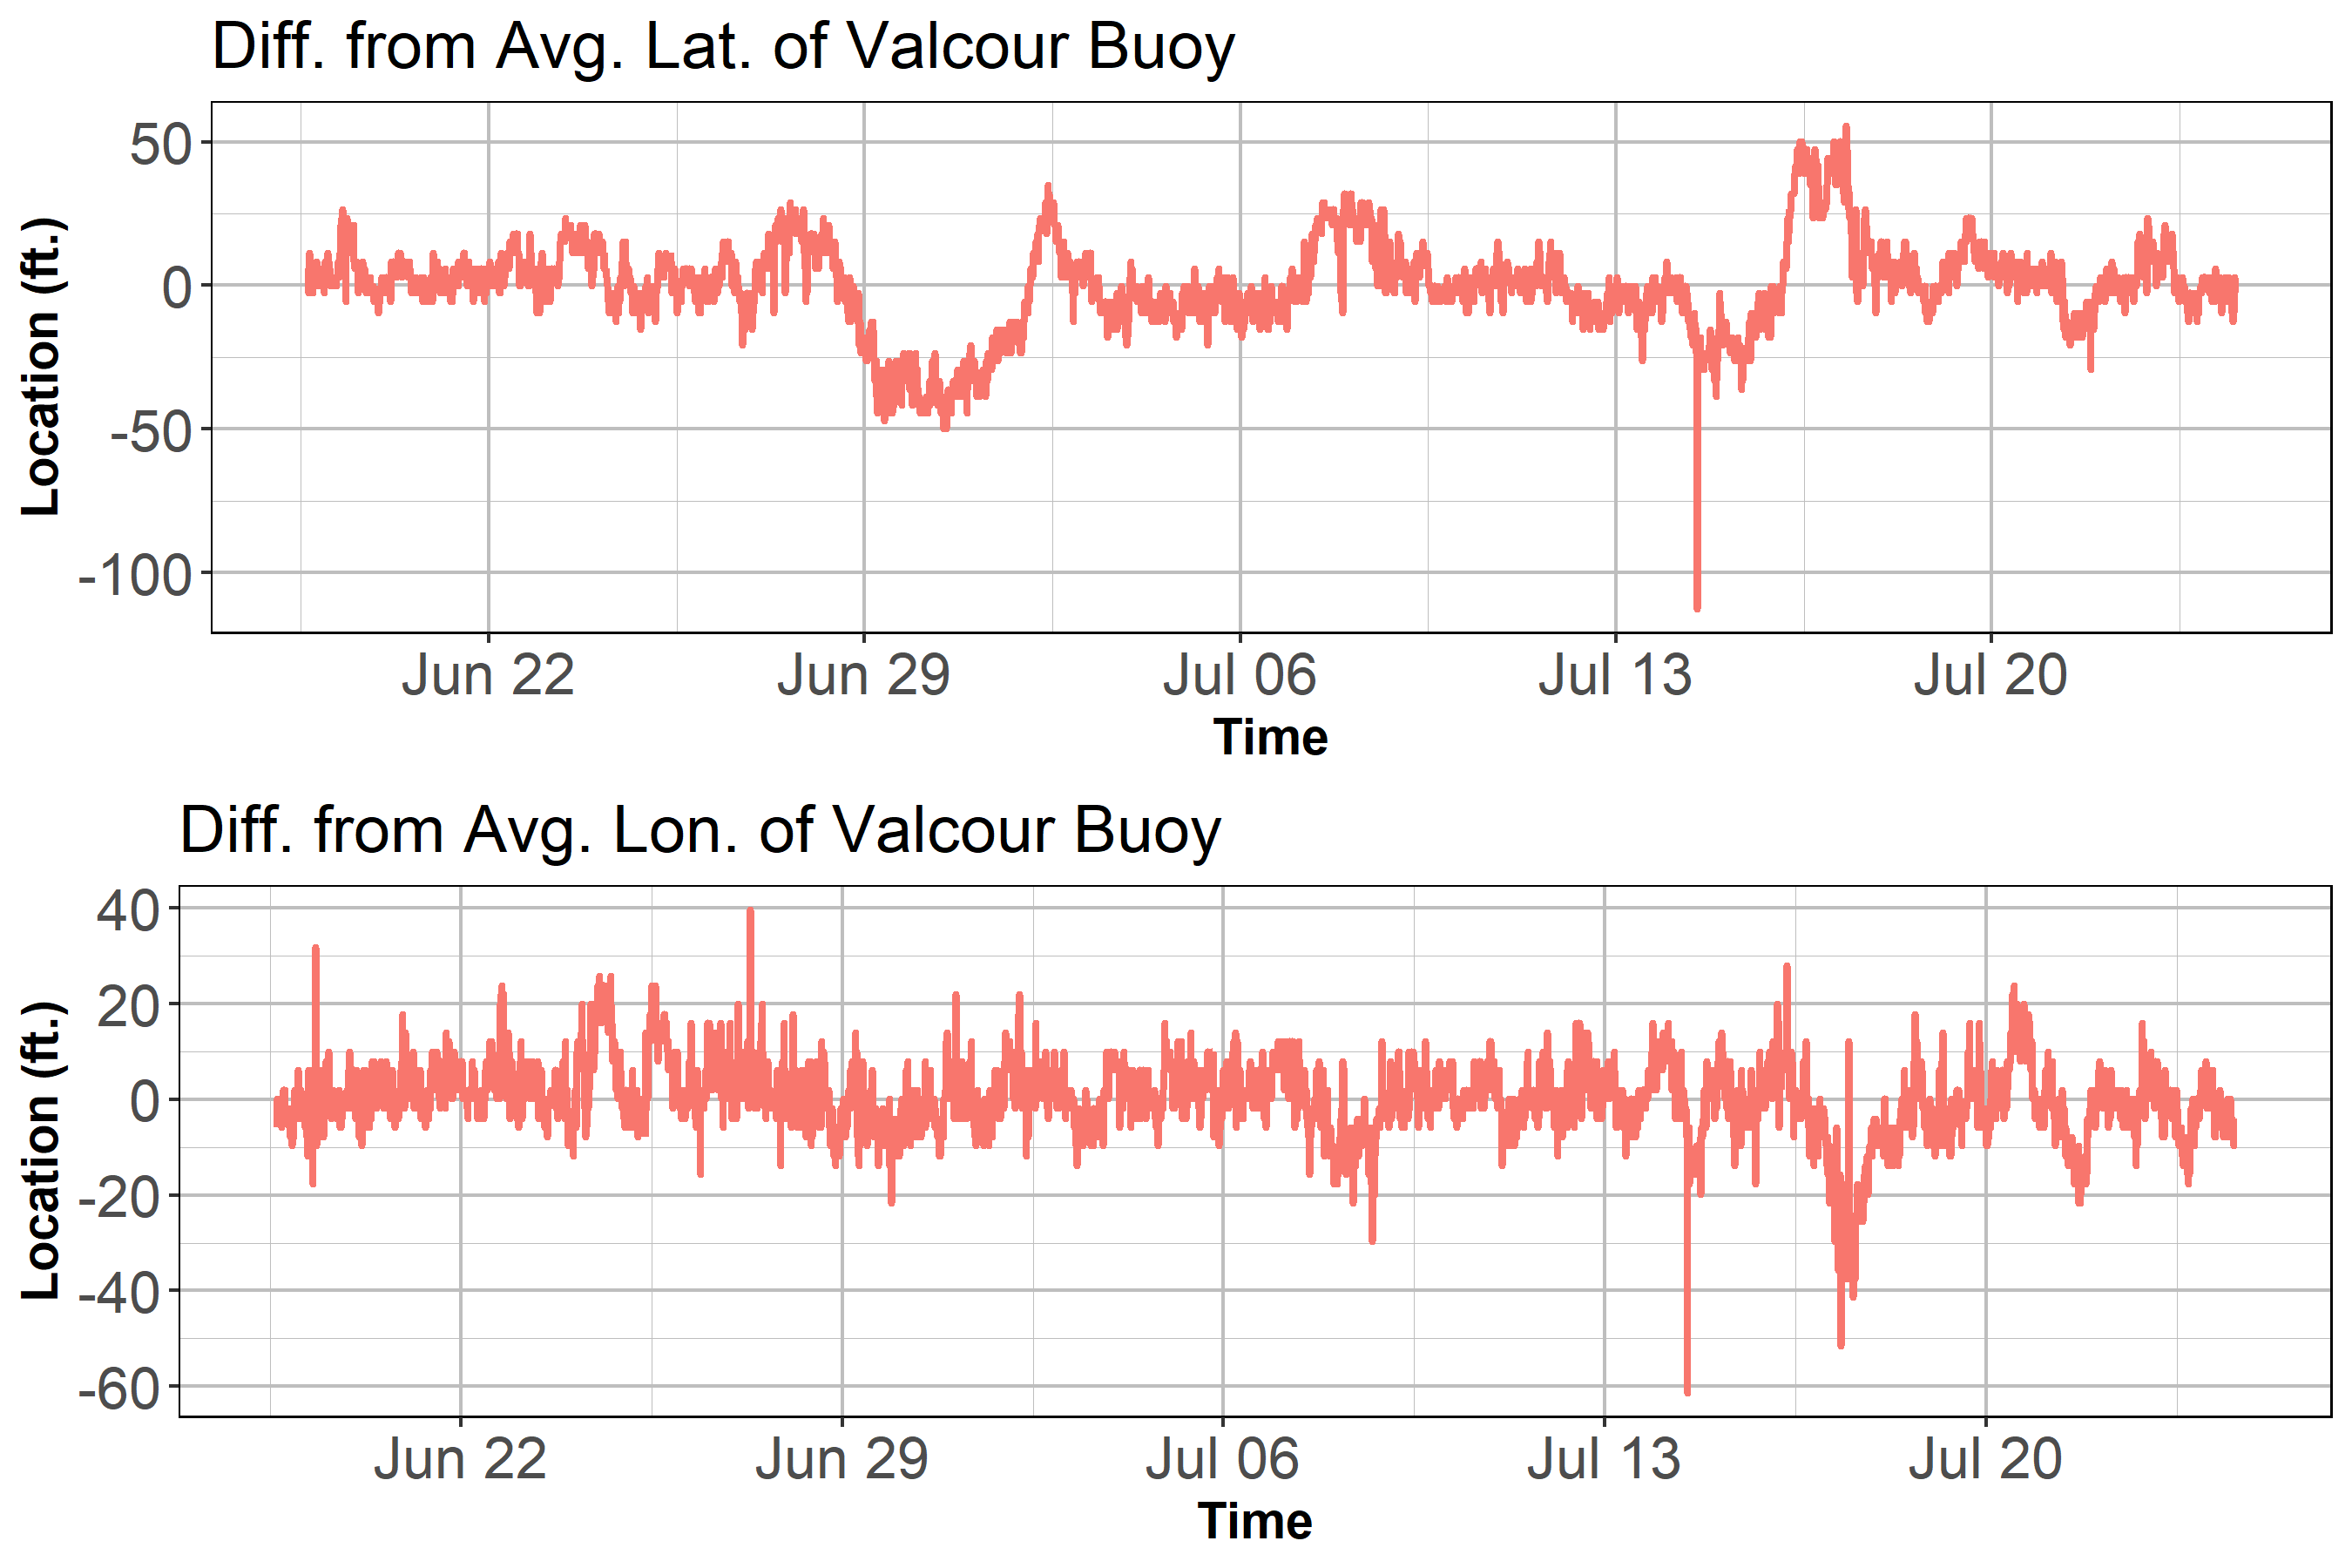 Diff. from Avg. Lat. of Valcour Buoy
Location (ft.)
50
0
-50
-100
Jun 22 Jun 29 Jul 06 Jul 13 Jul 20
Time
Diff. from Avg. Lon. of Valcour Buoy
Location (ft.)
40
20
0
-20
-40
-60
Jun 22 Jun 29 Jul 06 Jul 13 Jul 20
Time